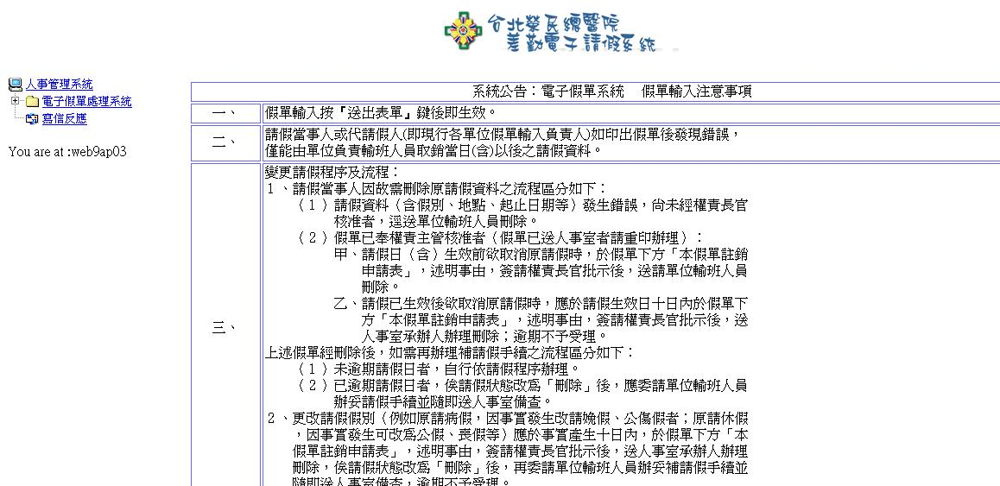 台北榮民總醫院
差勤電子請假系統
人事管理系統
電子假單處理系統
寫信反應
You are at :web9ap03
系統公告：電子假單系統　假單輸入注意事項
一、
假單輸入按『送出表單』鍵後即生效。
二、
請假當事人或代請假人(即現行各單位假單輸入負責人)如印出假單後發現錯誤，
僅能由單位負責輸班人員取銷當日(含)以後之請假資料。
三、
變更請假程序及流程：
１、請假當事人因故需刪除原請假資料之流程區分如下：
（１）請假資料（含假別、地點、起止日期等）發生錯誤，尚未經權責長官
核准者，逕送單位輸班人員刪除。
（２）假單已奉權責主管核准者（假單已送人事室者請重印辦理）：
甲、請假日（含）生效前欲取消原請假時，於假單下方「本假單註銷
申請表」，述明事由，簽請權責長官批示後，送請單位輸班人員
刪除。
乙、請假已生效後欲取消原請假時，應於請假生效日十日內於假單下
方「本假單註銷申請表」，述明事由，簽請權責長官批示後，送
人事室承辦人辦理刪除；逾期不予受理。
上述假單經刪除後，如需再辦理補請假手續之流程區分如下：
（１）未逾期請假日者，自行依請假程序辦理。
（２）已逾期請假日者，俟請假狀態改為「刪除」後，應委請單位輸班人員
辦妥請假手續並隨即送人事室備查。
２、更改請假假別（例如原請病假，因事實發生改請娩假、公傷假者；原請休假
，因事實發生可改為公假、喪假等）應於事實產生十日內，於假單下方「本
假單註銷申請表」，述明事由，簽請權責長官批示後，送人事室承辦人辦理
刪除，俟請假狀態改為「刪除」後，再委請單位輸班人員辦妥補請假手續並
隨即送人事室備查，逾期不予受理。